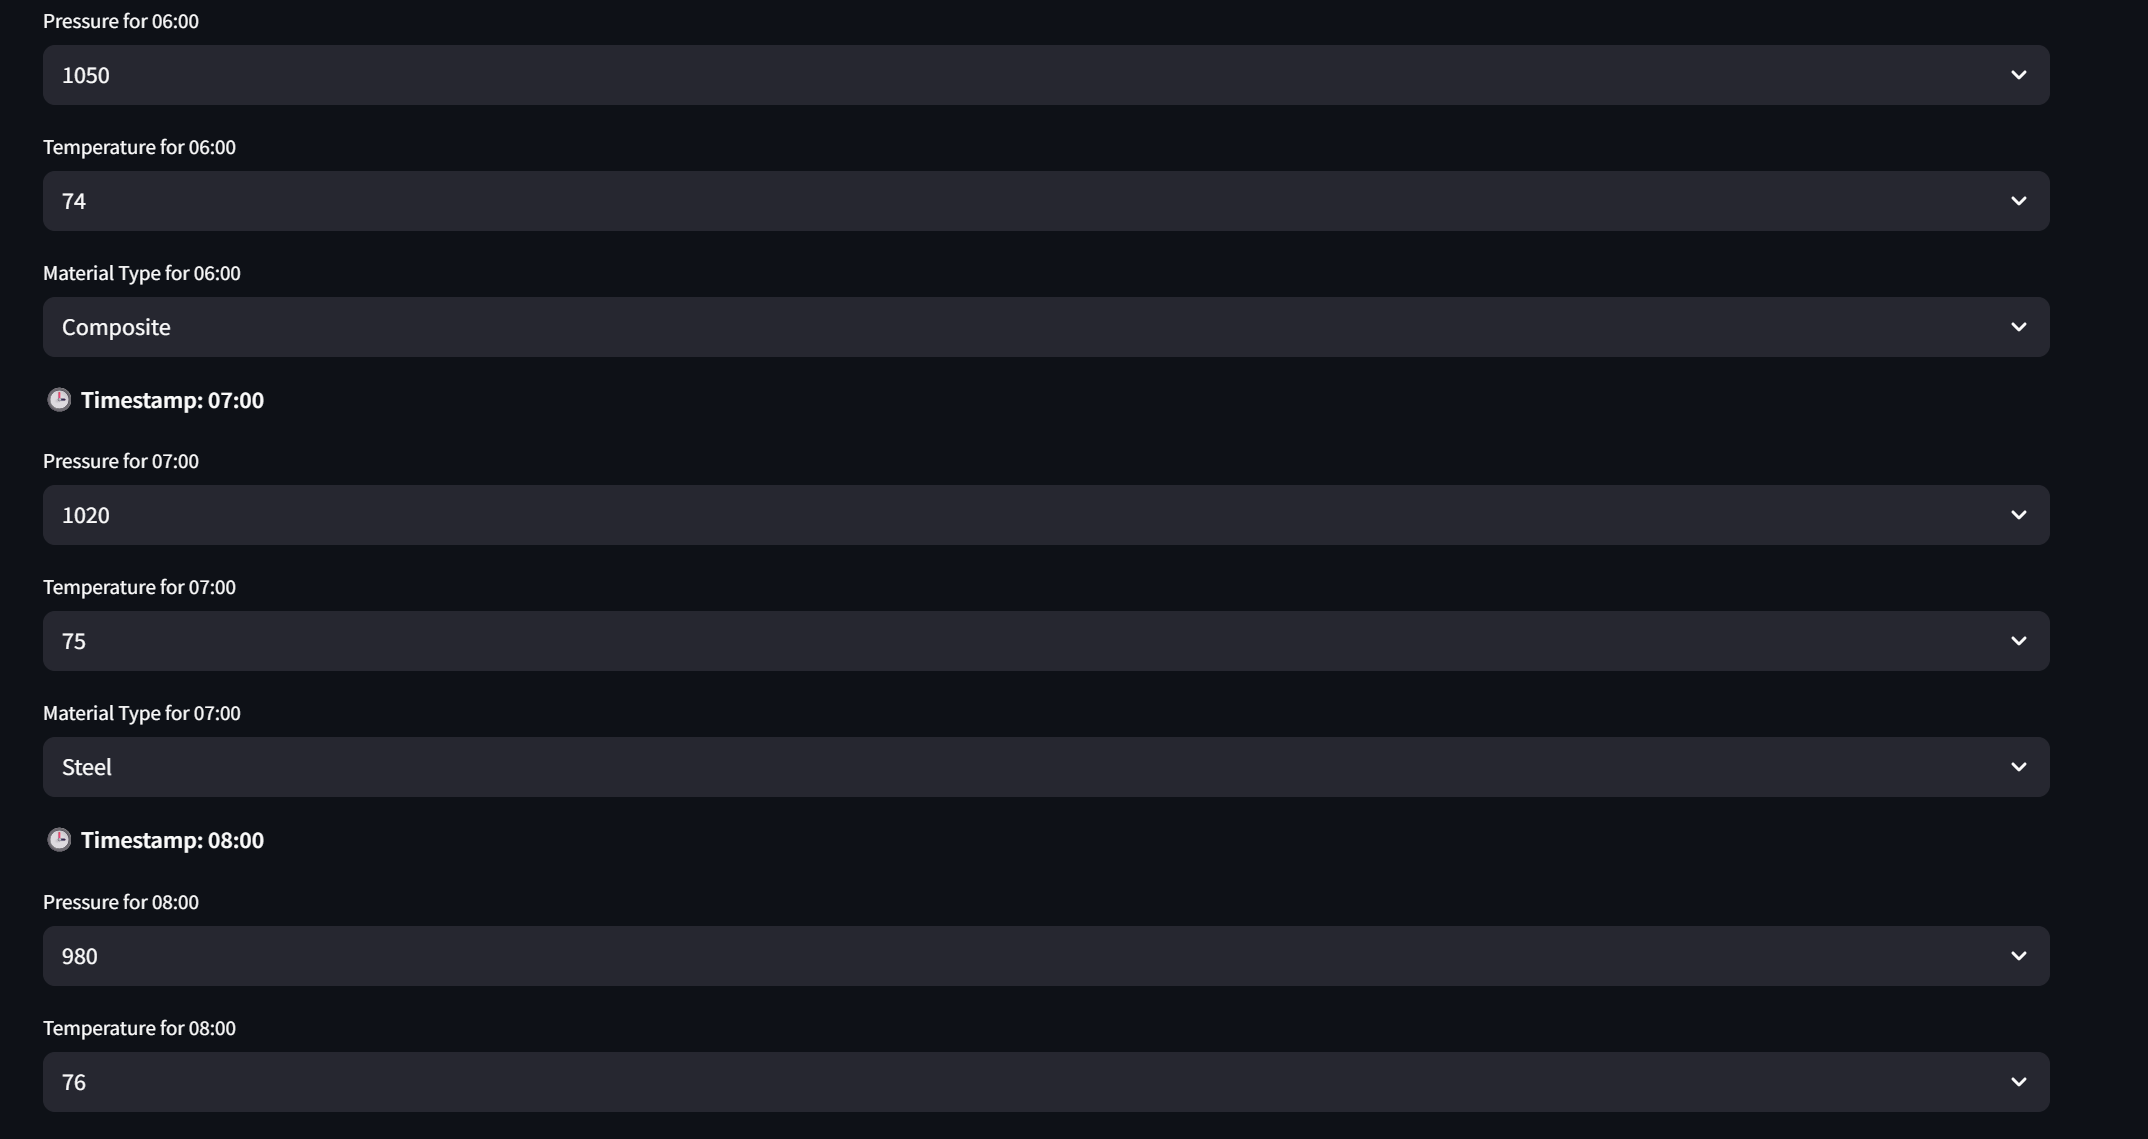 Pressure for 06:00
1050
Temperature for 06:00
74
Material Type for 06:00
Composite
Timestamp: 07:00
Pressure for 07:00
1020
Temperature for 07:00
75
Material Type for 07:00
Steel
Timestamp: 08:00
Pressure for 08:00
980
Temperature for 08:00
76